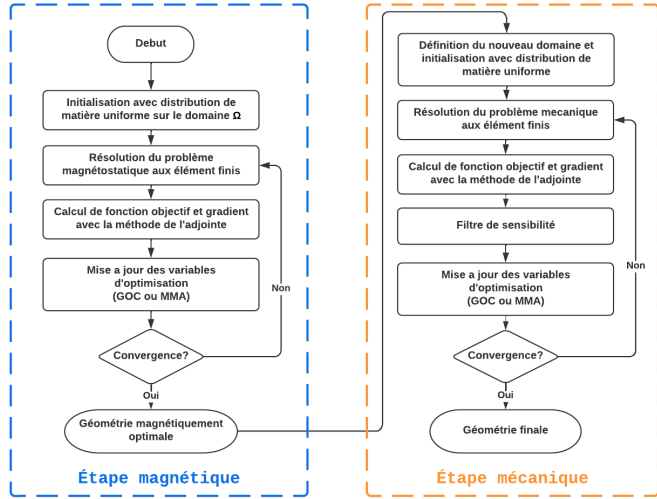 Debut
Initialisation avec distribution de
matière uniforme sur le domaine Ω
Résolution du problème
magnétostatique aux élément finis
Calcul de fonction objectif et gradient
avec la méthode de l'adjointe
Mise a jour des variables
d'optimisation
(GOC ou MMA)
Non
Convergence?
Oui
Géométrie magnétiquement
optimale
Étape magnétique
Définition du nouveau domaine et
initialisation avec distribution de
matière uniforme
Résolution du problème mecanique
aux élément finis
Calcul de fonction objectif et gradient
avec la méthode de l'adjointe
Filtre de sensibilité
Mise a jour des variables
d'optimisation
(GOC ou MMA)
Non
Convergence?
Oui
Géométrie finale
Étape mécanique